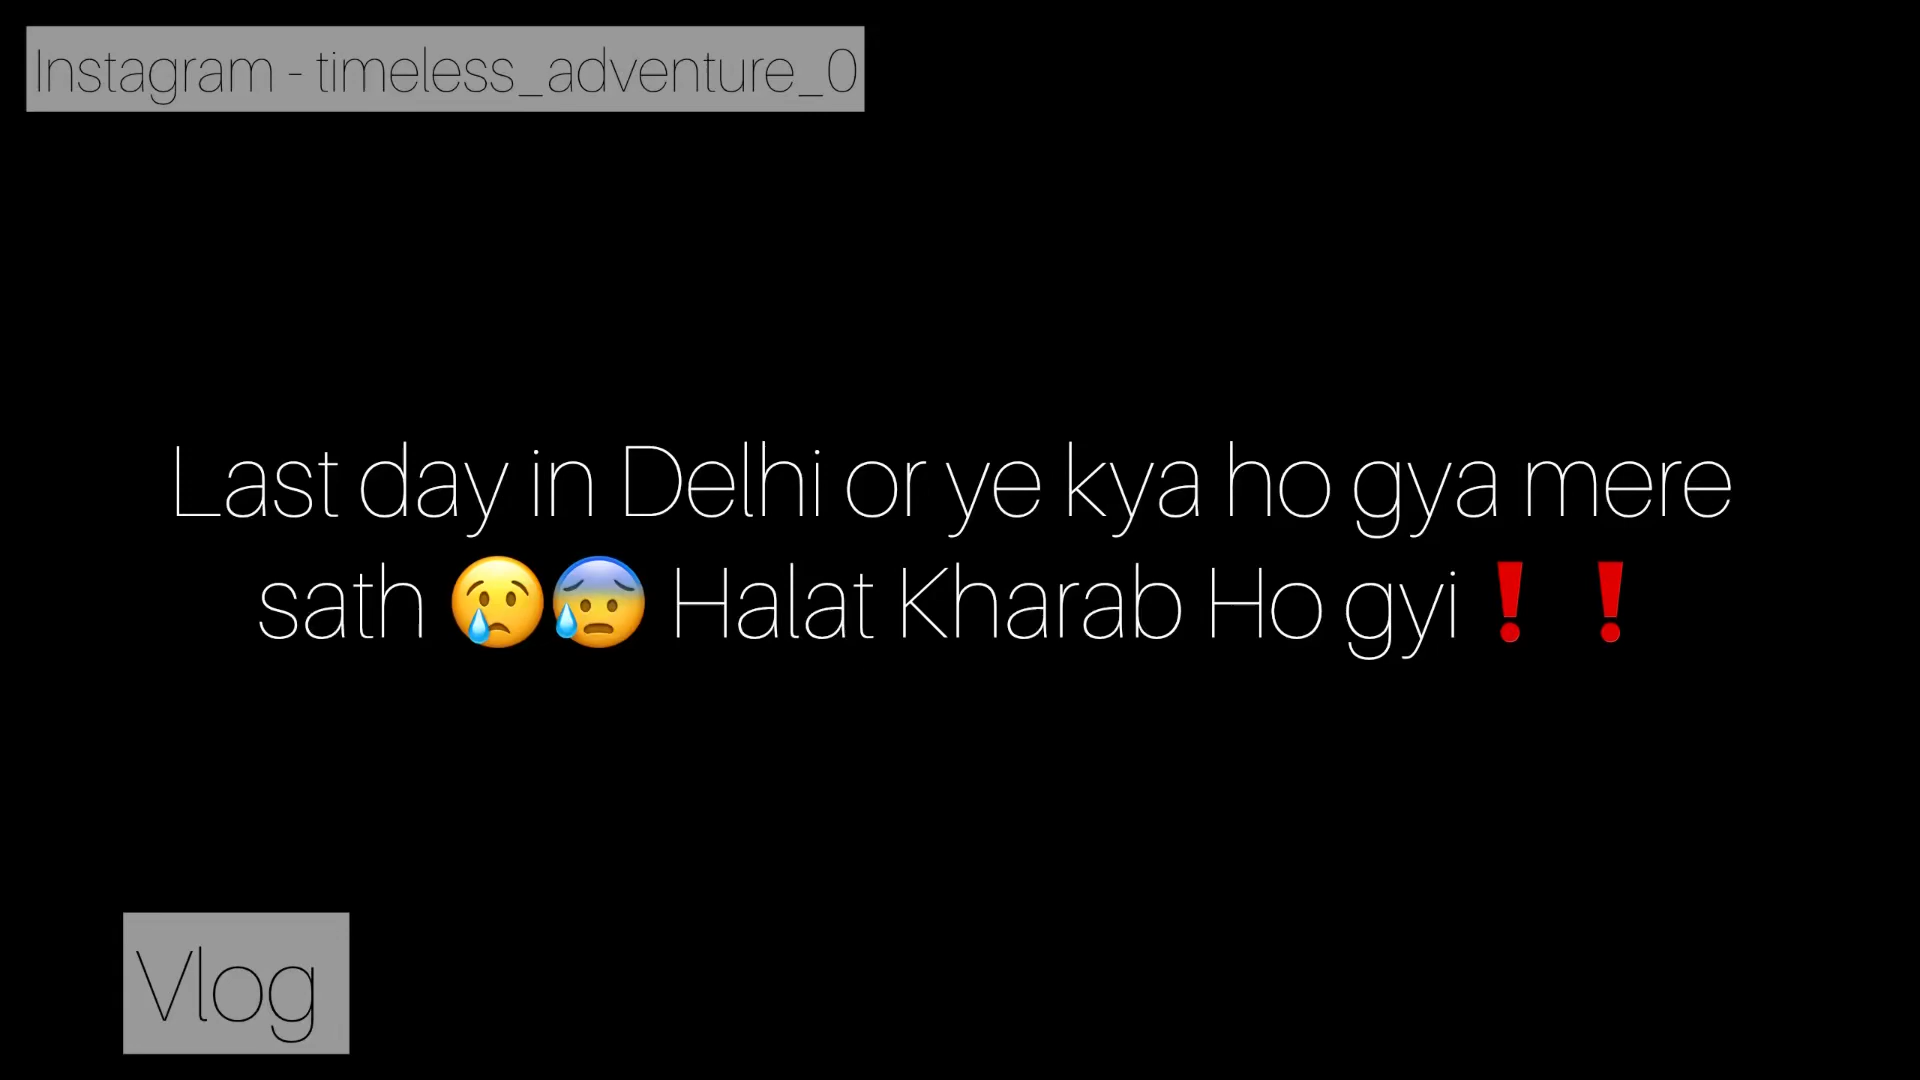 Instagram - timeless_adventure_0
Last day in Delhi or ye kya ho gya mere
sath 😢😰 Halat Kharab Ho gyi❗❗
Vlog